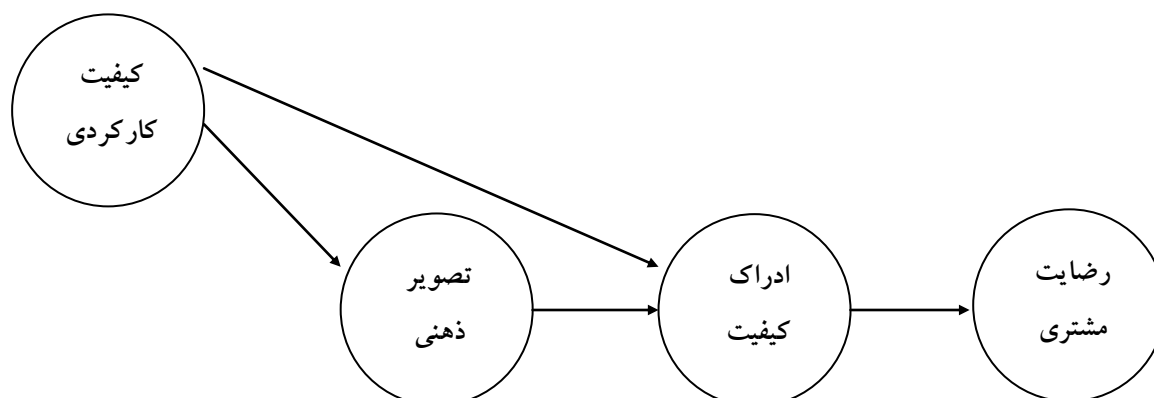 کیفیت
کارکردی
تصویر
ذهنی
ادراک
کیفیت
رضایت
مشتری